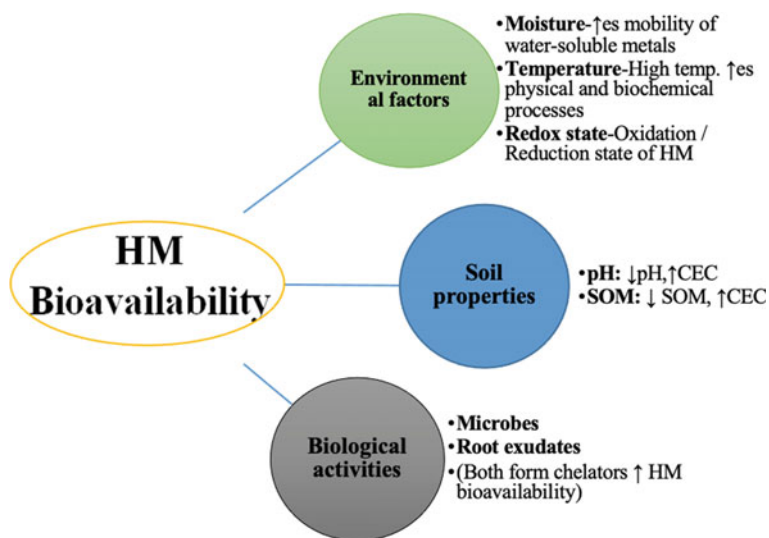 HM
Bioavailability
Environment
al factors
•Moisture-↑es mobility of
water-soluble metals
•Temperature-High temp. ↑es
physical and biochemical
processes
•Redox state-Oxidation /
Reduction state of HM
Soil
properties
•pH: ↓pH,↑CEC
•SOM: ↓ SOM, ↑CEC
Biological
activities
•Microbes
•Root exudates
•(Both form chelators ↑ HM
bioavailability)